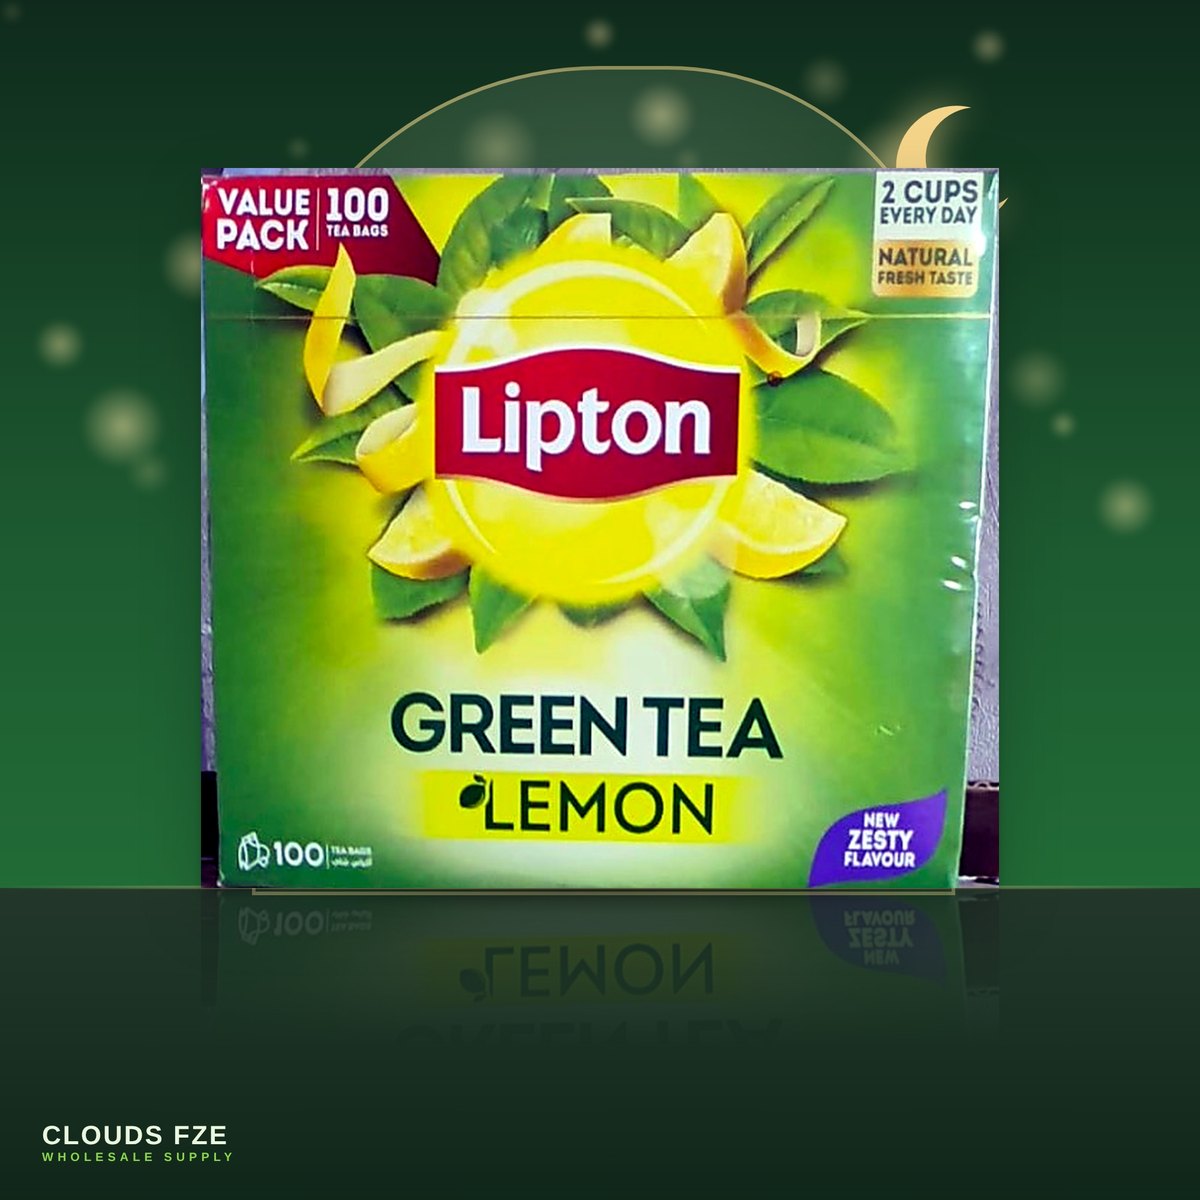 VALUE
PACK
100
TEA BAGS
2 CUPS
EVERY DAY
NATURAL
FRESH TASTE
Lipton
GREEN TEA
LEMON
NEW
ZESTY
FLAVOUR
100
TEA BAGS
CLOUDS FZE
WHOLESALE SUPPLY